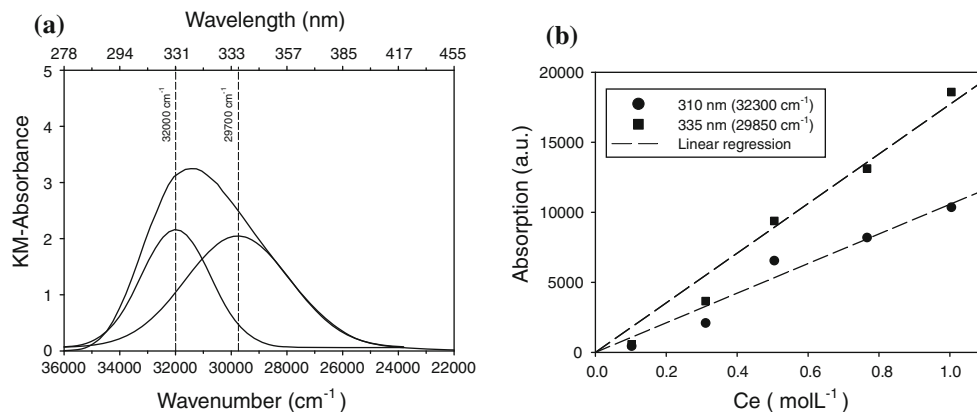 (a)
Wavelength (nm)
278 294 331 333 357 385 417 455
5
4
3
2
1
0
KM-Absorbance
32000 cm⁻¹
29700 cm⁻¹
36000 34000 32000 30000 28000 26000 24000 22000
Wavenumber (cm⁻¹)
(b)
20000
15000
10000
5000
0
Absorption (a.u.)
310 nm (32300 cm⁻¹)
335 nm (29850 cm⁻¹)
Linear regression
0.0 0.2 0.4 0.6 0.8 1.0
Ce ( molL⁻¹)